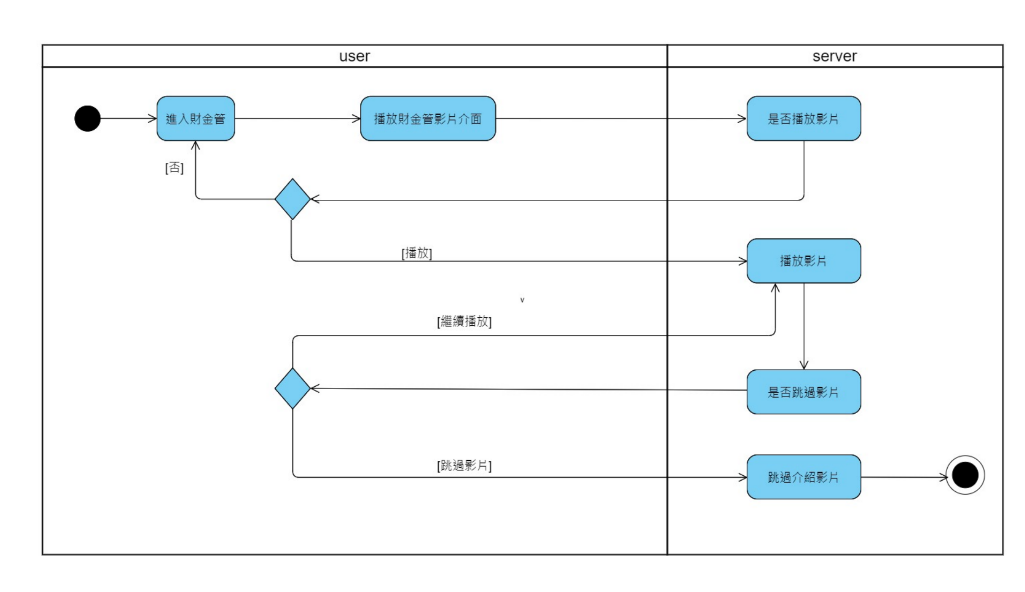 user
server
進入財金管
播放財金管影片介面
是否播放影片
[否]
[播放]
播放影片
v
[繼續播放]
是否跳過影片
[跳過影片]
跳過介紹影片